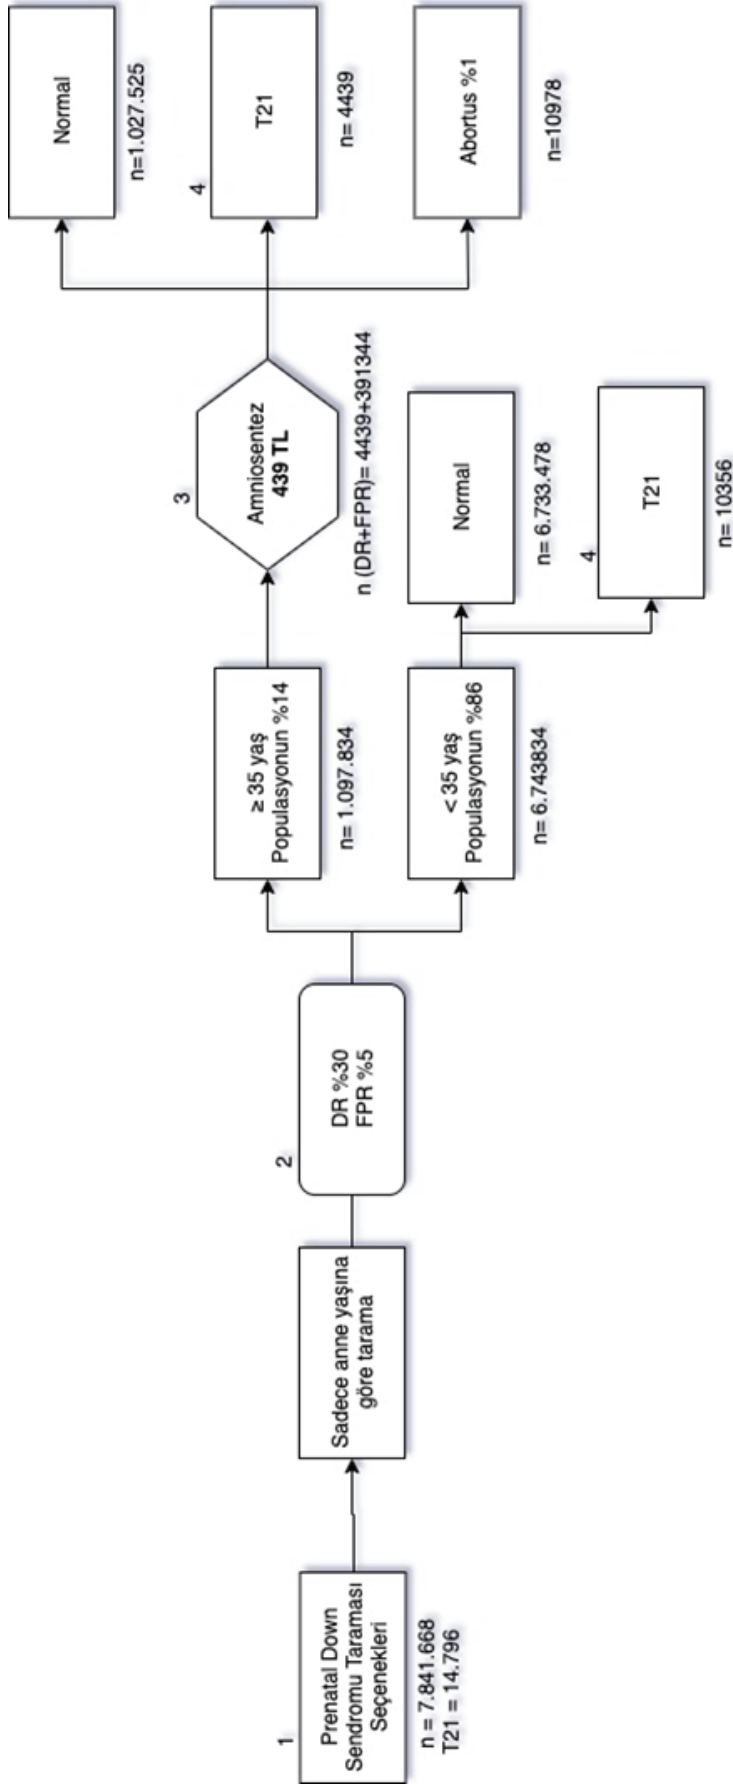 1
Prenatal Down
Sendromu Taraması
Seçenekleri
n = 7.841.668
T21 = 14.796
Sadece anne yaşına
göre tarama
2
DR %30
FPR %5
≥ 35 yaş
Populasyonun %14
n= 1.097.834
< 35 yaş
Populasyonun %86
n= 6.743834
3
Amniosentez
439 TL
n (DR+FPR)= 4439+391344
Normal
n= 6.733.478
4
T21
n= 10356
Normal
n=1.027.525
4
T21
n= 4439
Abortus %1
n=10978